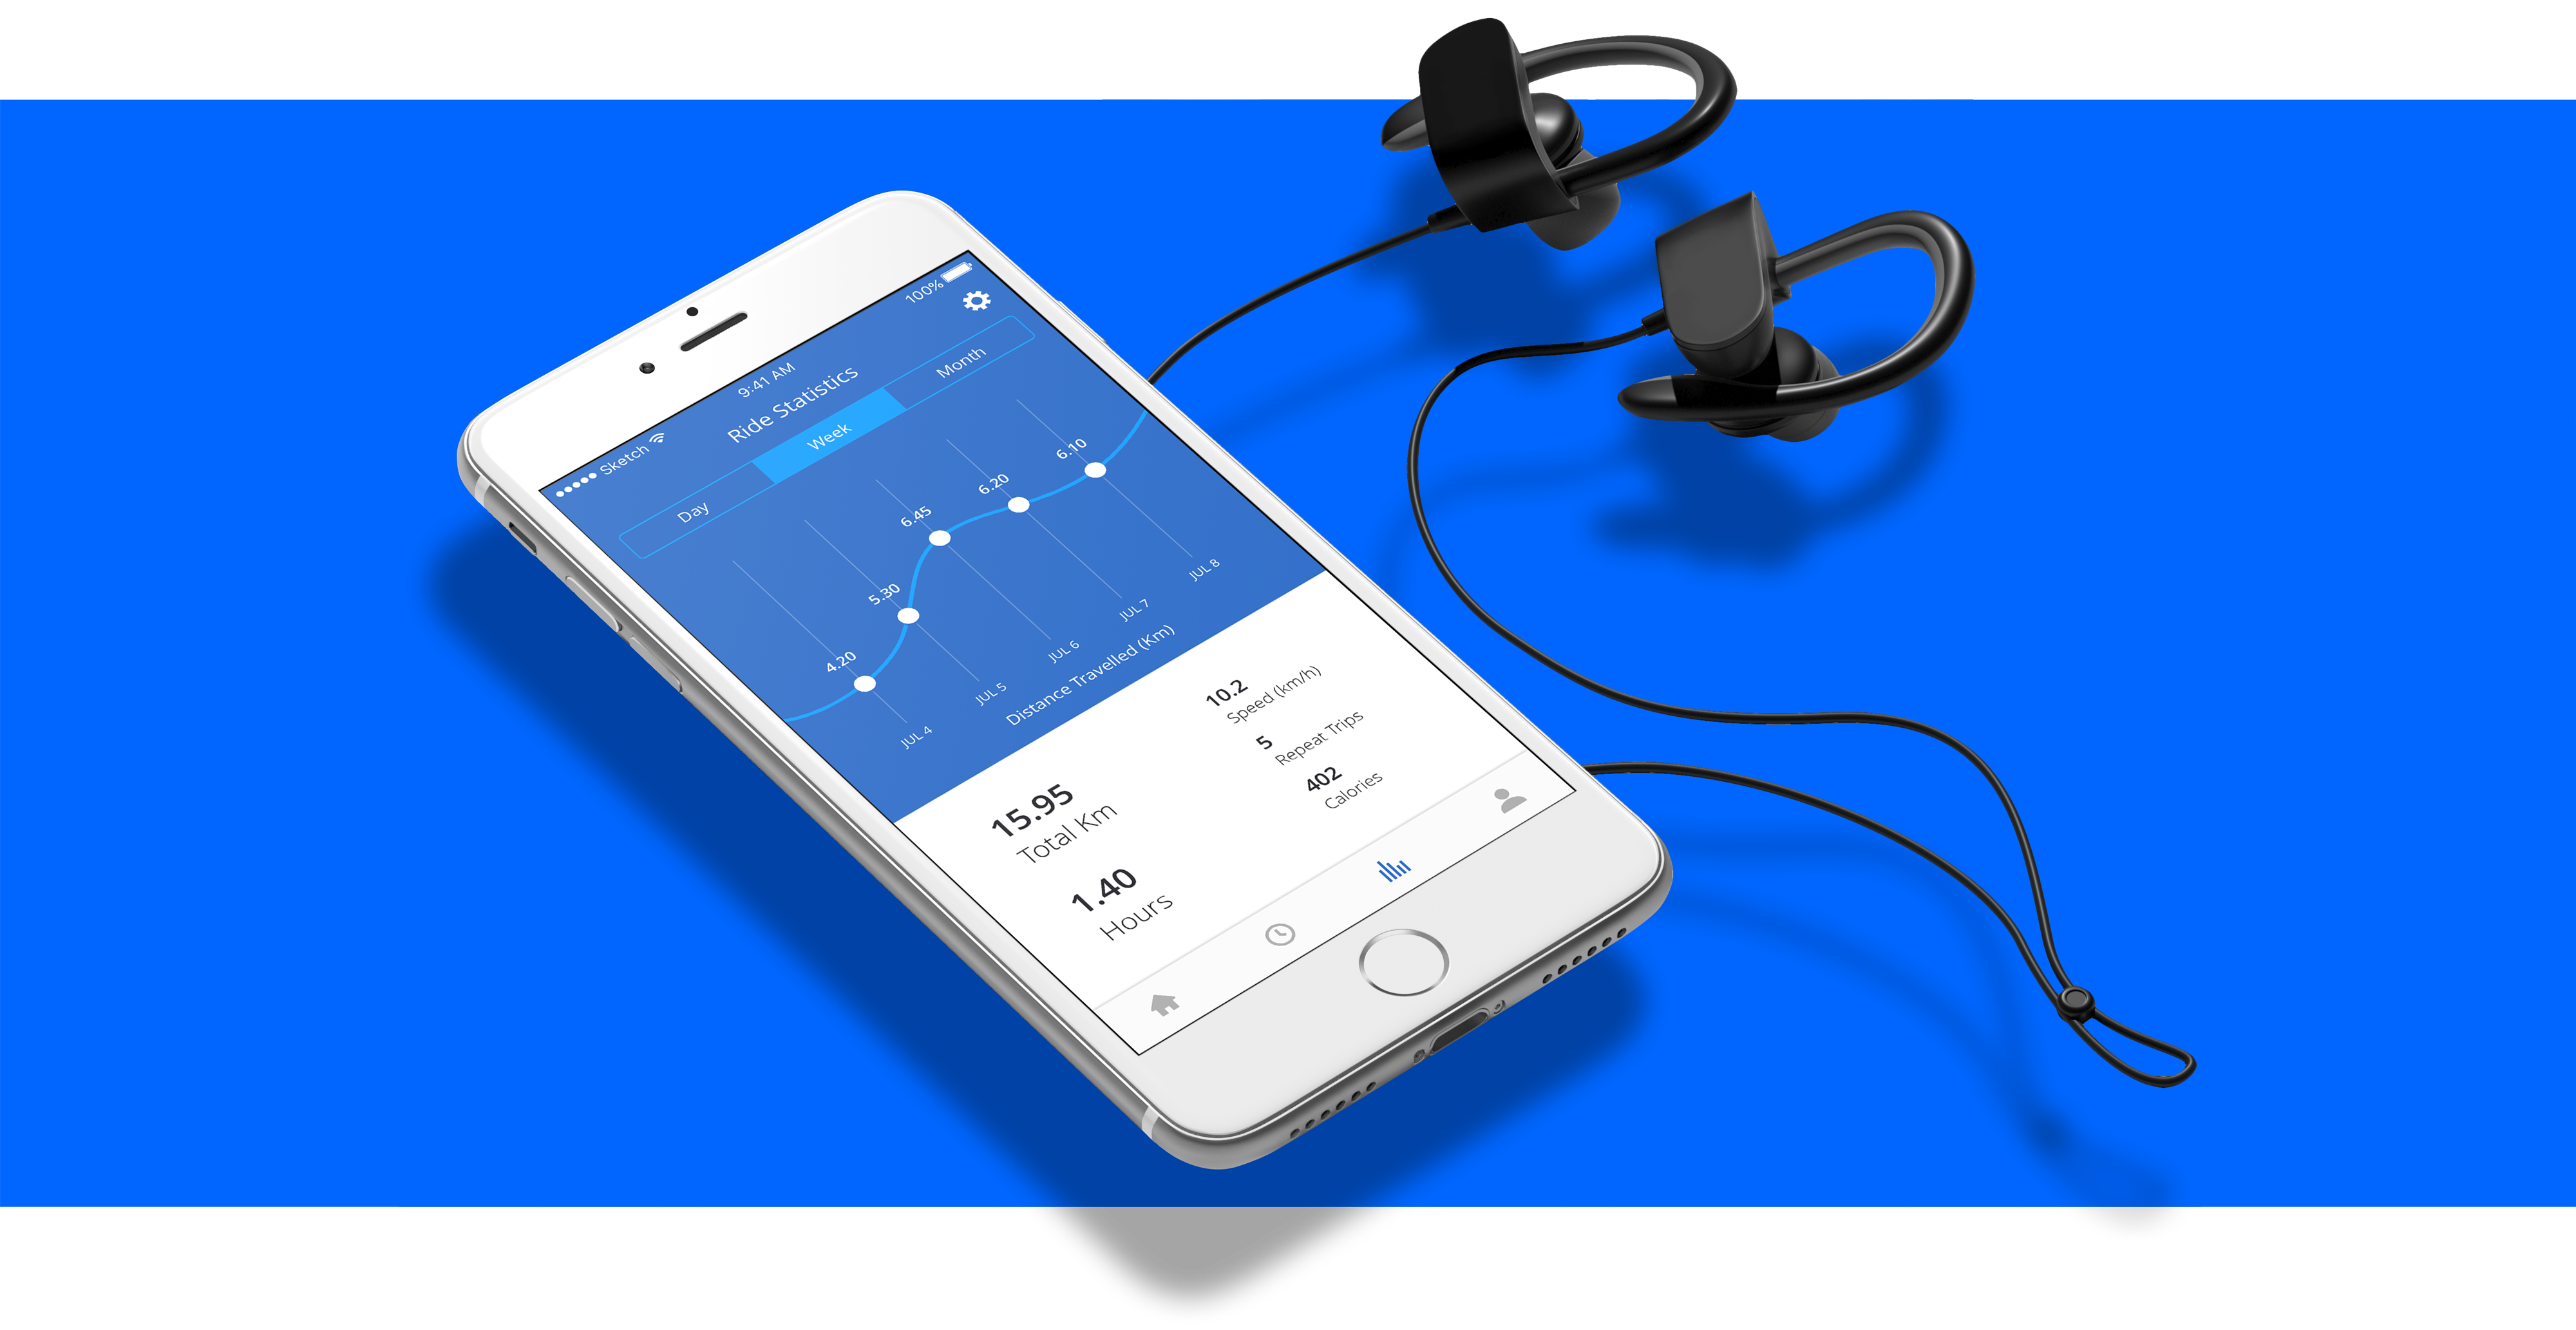 Sketch 9:41 AM 100%
Ride Statistics
Day Week Month
4.20 5.30 6.45 6.20 6.10
JUL 4 JUL 5 JUL 6 JUL 7 JUL 8
Distance Travelled (Km)
15.95
Total Km
1.40
Hours
10.2
Speed (km/h)
5
Repeat Trips
402
Calories